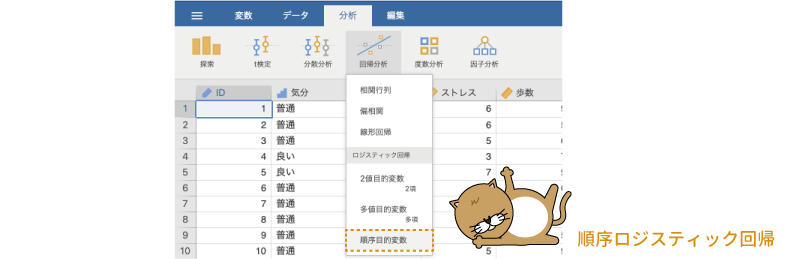 変数 データ 分析 編集
探索 t検定 分散分析 回帰分析 度数分析 因子分析
ID 気分 ストレス 歩数
相関行列
偏相関
線形回帰
ロジスティック回帰
2値目的変数
2項
多値目的変数
多項
順序目的変数
1 1 普通 6
2 2 普通 6
3 3 普通 5
4 4 良い 3
5 5 良い 7
6 6 普通
7 7 普通
8 8 普通
9 9 普通
10 10 普通 5
順序ロジスティック回帰